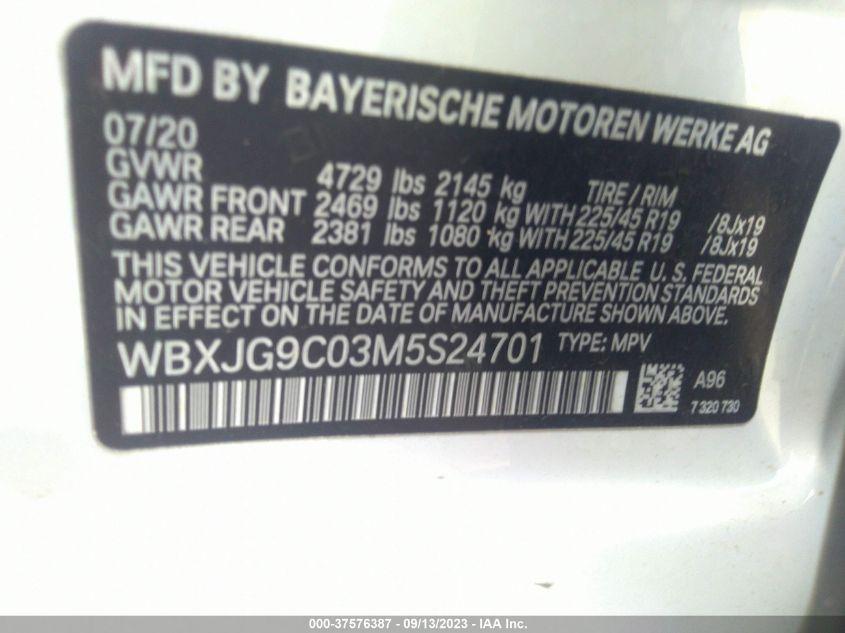 MFD BY BAYERISCHE MOTOREN WERKE AG
07/20
GVWR 4729 lbs 2145 kg TIRE / RIM
GAWR FRONT 2469 lbs 1120 kg WITH 225/45 R19 /8Jx19
GAWR REAR 2381 lbs 1080 kg WITH 225/45 R19 /8Jx19
THIS VEHICLE CONFORMS TO ALL APPLICABLE U. S. FEDERAL
MOTOR VEHICLE SAFETY AND THEFT PREVENTION STANDARDS
IN EFFECT ON THE DATE OF MANUFACTURE SHOWN ABOVE.
WBXJG9C03M5S24701 TYPE: MPV
A96
7 320 730
000-37576387 - 09/13/2023 - IAA Inc.